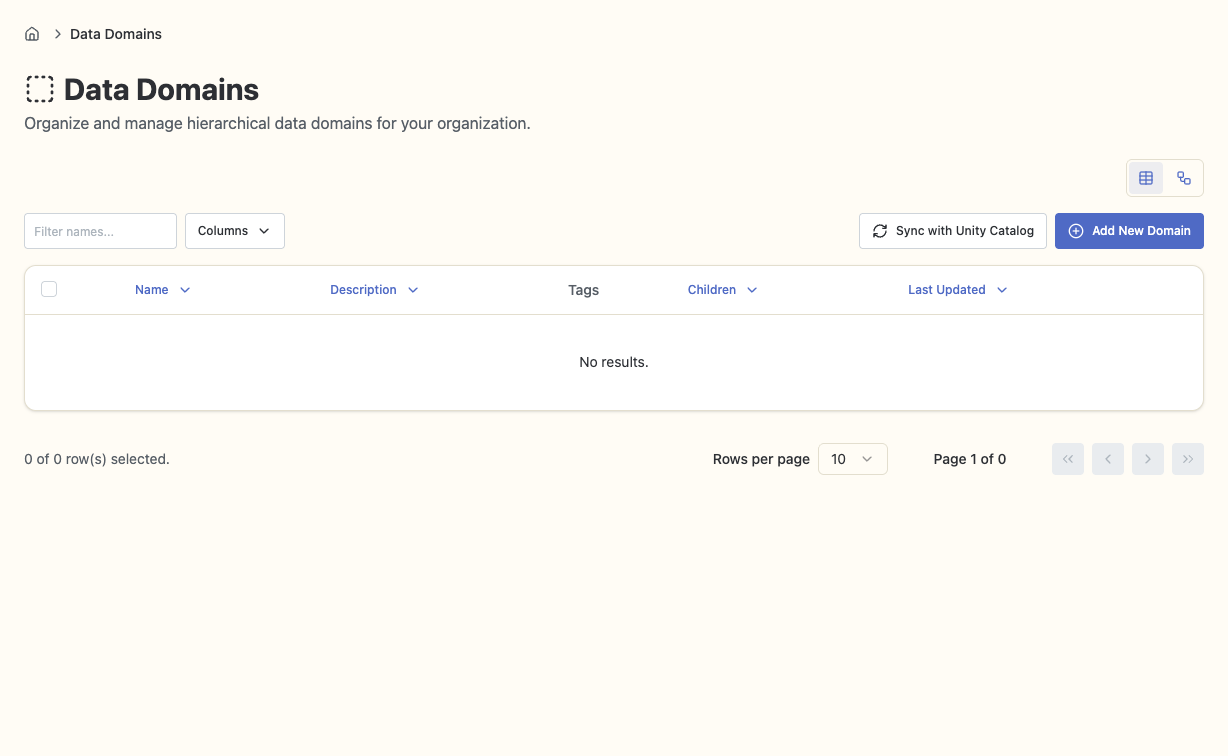 Data Domains
Data Domains
Organize and manage hierarchical data domains for your organization.
Filter names...
Columns
Sync with Unity Catalog
Add New Domain
Name
Description
Tags
Children
Last Updated
No results.
0 of 0 row(s) selected.
Rows per page
10
Page 1 of 0